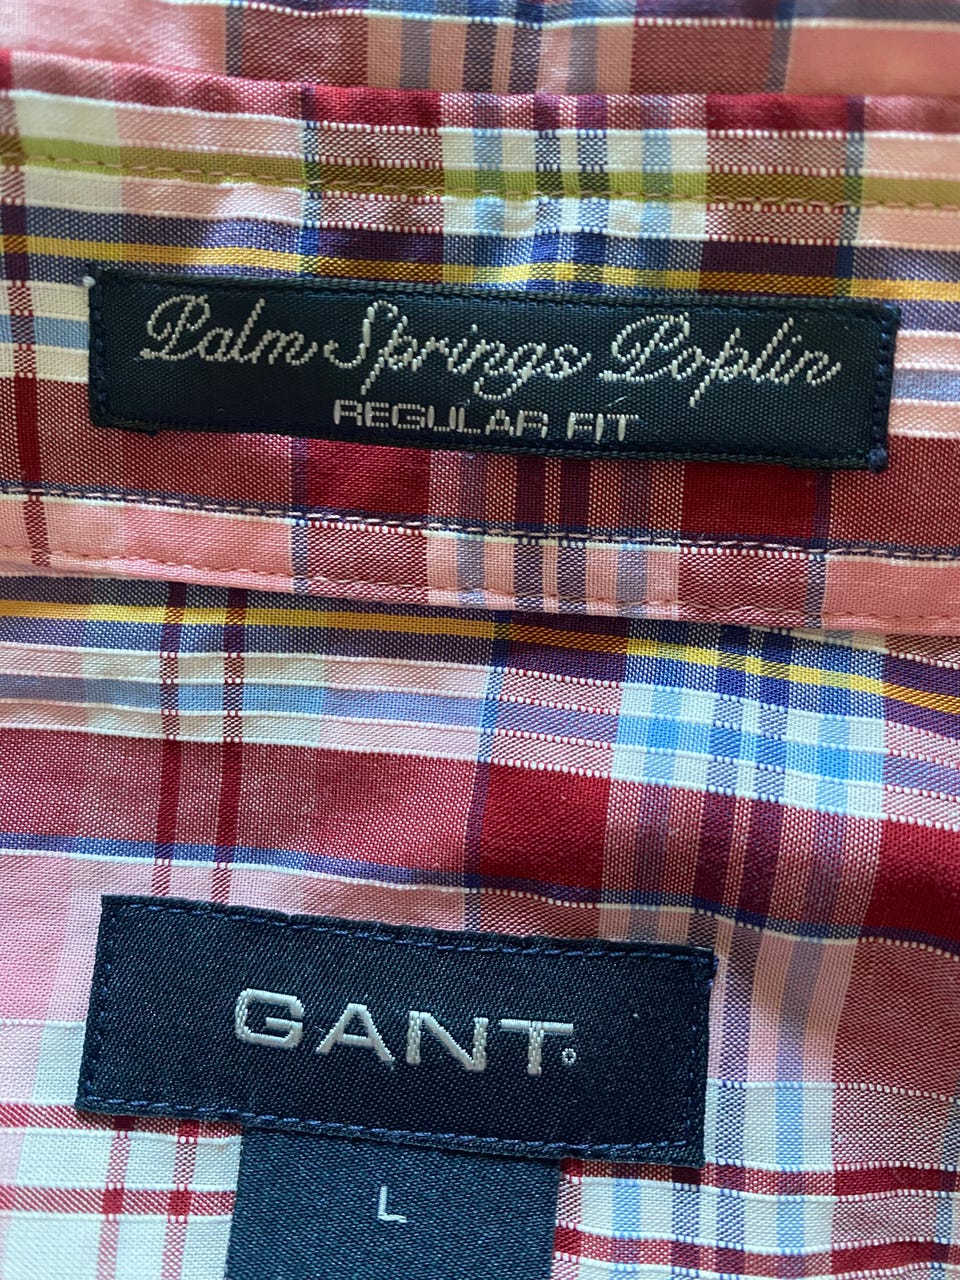 Palm Springs Poplin
REGULAR FIT
GANT
L